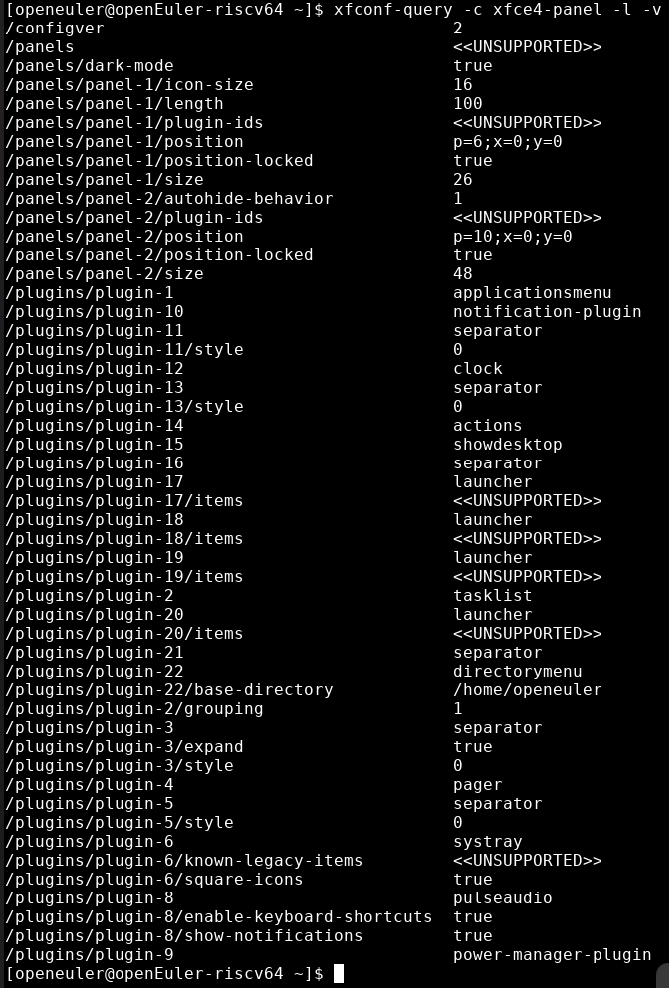 [openeuler@openEuler-riscv64 ~]$ xfconf-query -c xfce4-panel -l -v
/configver 2
/panels <<UNSUPPORTED>>
/panels/dark-mode true
/panels/panel-1/icon-size 16
/panels/panel-1/length 100
/panels/panel-1/plugin-ids <<UNSUPPORTED>>
/panels/panel-1/position p=6;x=0;y=0
/panels/panel-1/position-locked true
/panels/panel-1/size 26
/panels/panel-2/autohide-behavior 1
/panels/panel-2/plugin-ids <<UNSUPPORTED>>
/panels/panel-2/position p=10;x=0;y=0
/panels/panel-2/position-locked true
/panels/panel-2/size 48
/plugins/plugin-1 applicationsmenu
/plugins/plugin-10 notification-plugin
/plugins/plugin-11 separator
/plugins/plugin-11/style 0
/plugins/plugin-12 clock
/plugins/plugin-13 separator
/plugins/plugin-13/style 0
/plugins/plugin-14 actions
/plugins/plugin-15 showdesktop
/plugins/plugin-16 separator
/plugins/plugin-17 launcher
/plugins/plugin-17/items <<UNSUPPORTED>>
/plugins/plugin-18 launcher
/plugins/plugin-18/items <<UNSUPPORTED>>
/plugins/plugin-19 launcher
/plugins/plugin-19/items <<UNSUPPORTED>>
/plugins/plugin-2 tasklist
/plugins/plugin-20 launcher
/plugins/plugin-20/items <<UNSUPPORTED>>
/plugins/plugin-21 separator
/plugins/plugin-22 directorymenu
/plugins/plugin-22/base-directory /home/openeuler
/plugins/plugin-2/grouping 1
/plugins/plugin-3 separator
/plugins/plugin-3/expand true
/plugins/plugin-3/style 0
/plugins/plugin-4 pager
/plugins/plugin-5 separator
/plugins/plugin-5/style 0
/plugins/plugin-6 systray
/plugins/plugin-6/known-legacy-items <<UNSUPPORTED>>
/plugins/plugin-6/square-icons true
/plugins/plugin-8 pulseaudio
/plugins/plugin-8/enable-keyboard-shortcuts true
/plugins/plugin-8/show-notifications true
/plugins/plugin-9 power-manager-plugin
[openeuler@openEuler-riscv64 ~]$